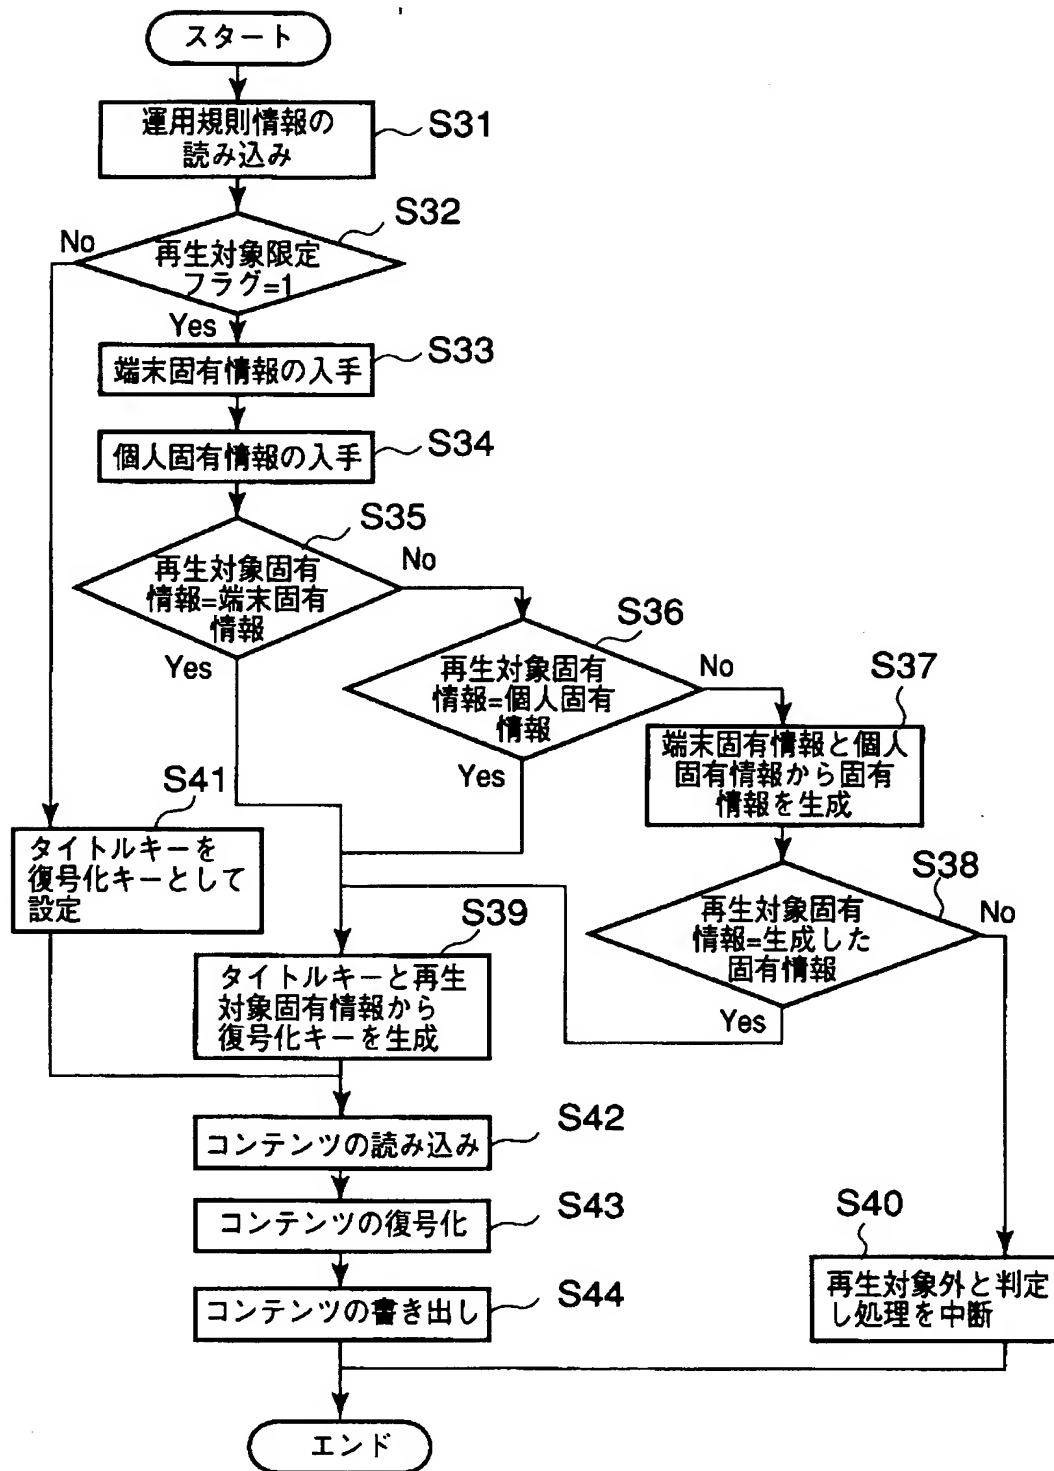 スタート
運用規則情報の
読み込み
S31
S32
No
再生対象限定
フラグ=1
Yes
S33
端末固有情報の入手
S34
個人固有情報の入手
S35
再生対象固有
情報=端末固有
情報
No
Yes
S36
再生対象固有
情報=個人固有
情報
No
Yes
S37
端末固有情報と個人
固有情報から固有
情報を生成
S41
タイトルキーを
復号化キーとして
設定
S38
再生対象固有
情報=生成した
固有情報
No
Yes
S39
タイトルキーと再生
対象固有情報から
復号化キーを生成
S42
コンテンツの読み込み
S43
コンテンツの復号化
S40
再生対象外と判定
し処理を中断
S44
コンテンツの書き出し
エンド